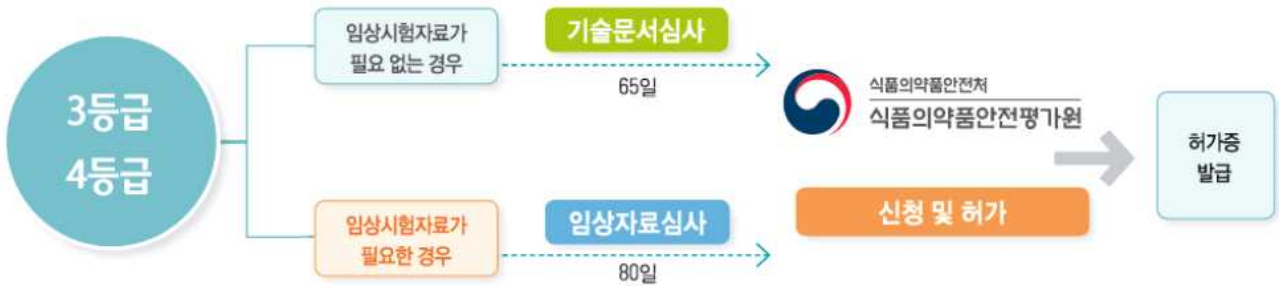 3등급
4등급
임상시험자료가
필요 없는 경우
기술문서심사
65일
임상시험자료가
필요한 경우
임상자료심사
80일
식품의약품안전처
식품의약품안전평가원
신청 및 허가
허가증
발급